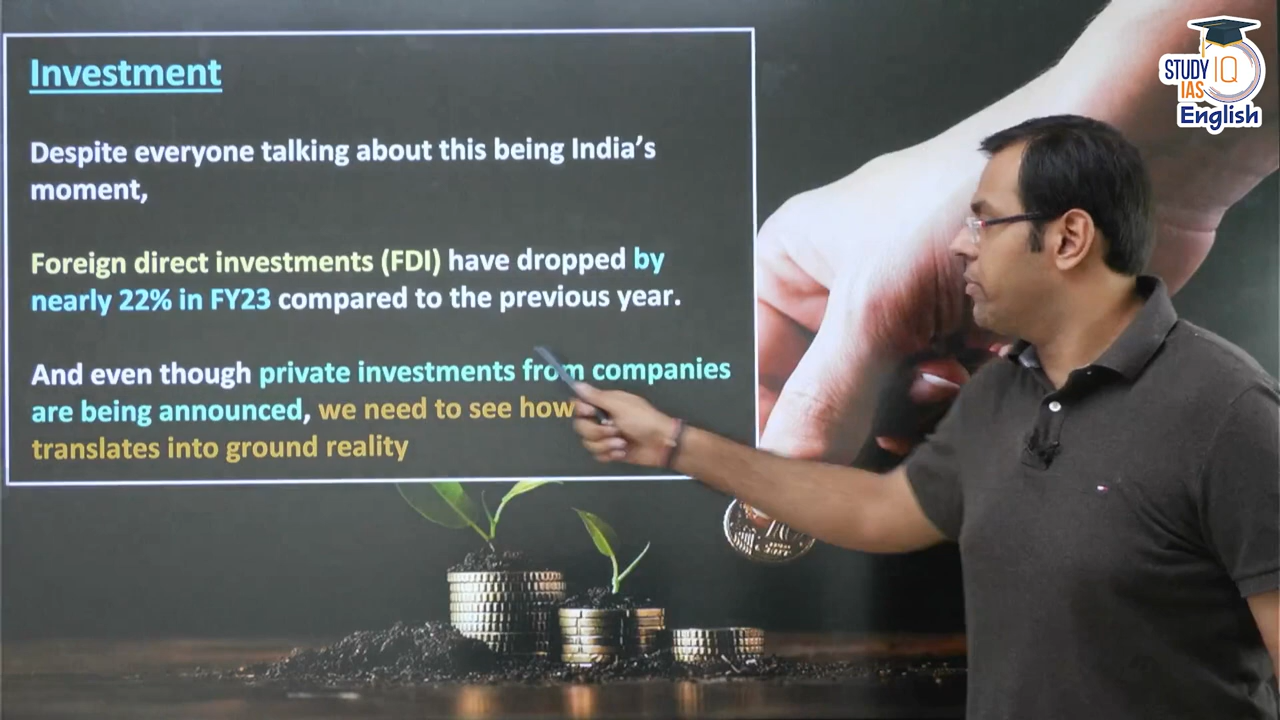 Investment
Despite everyone talking about this being India's
moment,
Foreign direct investments (FDI) have dropped by
nearly 22% in FY23 compared to the previous year.
And even though private investments from companies
are being announced, we need to see how
translates into ground reality
STUDY IQ
IAS
English